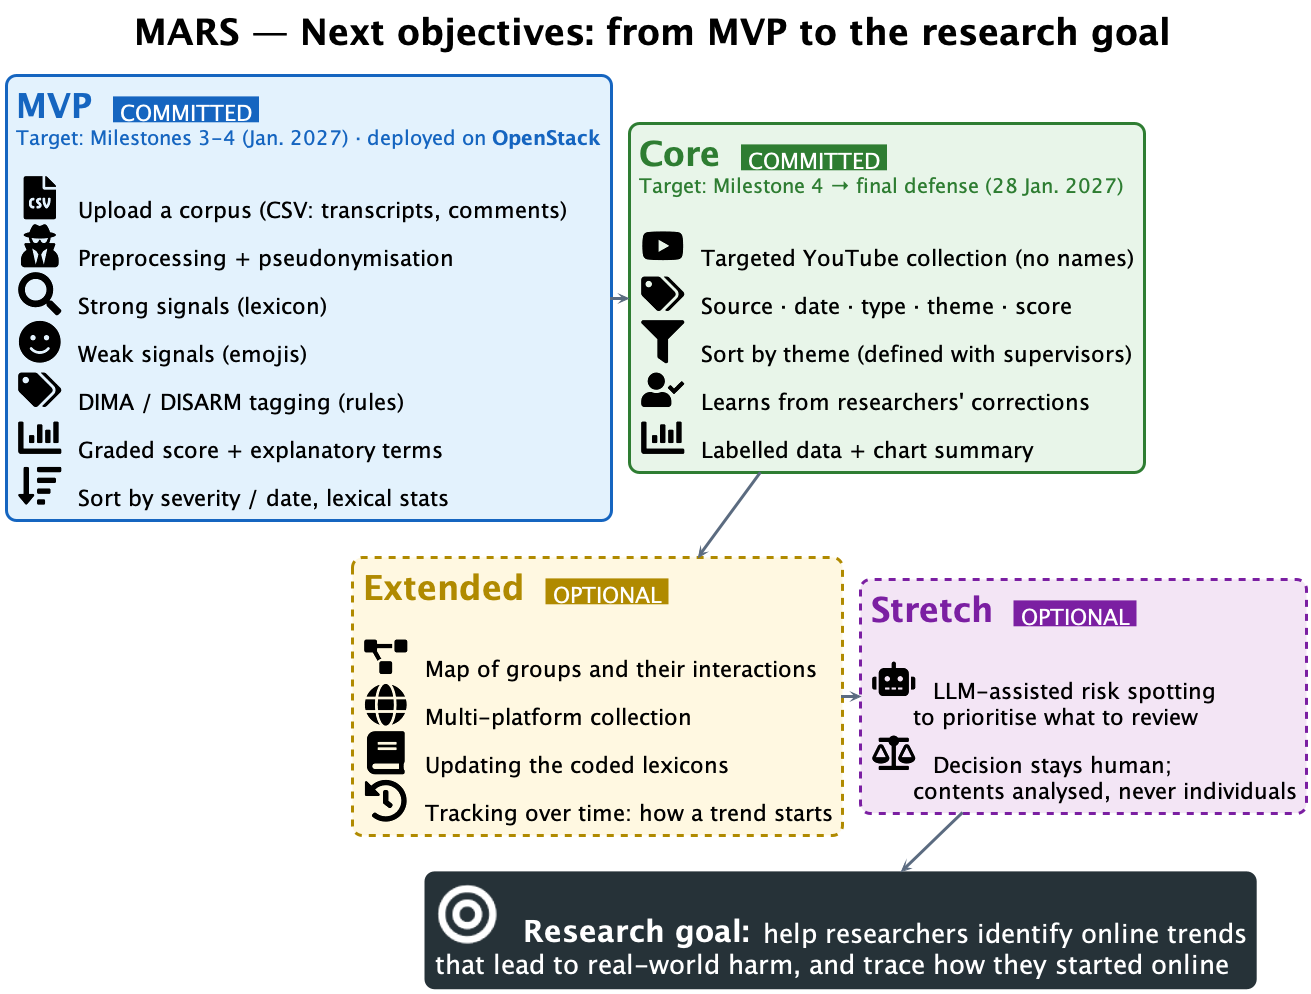 MARS — Next objectives: from MVP to the research goal
MVP COMMITTED
Target: Milestones 3–4 (Jan. 2027) · deployed on OpenStack
CSV
Upload a corpus (CSV: transcripts, comments)
Preprocessing + pseudonymisation
Strong signals (lexicon)
Weak signals (emojis)
DIMA / DISARM tagging (rules)
Graded score + explanatory terms
Sort by severity / date, lexical stats
Core COMMITTED
Target: Milestone 4 → final defense (28 Jan. 2027)
Targeted YouTube collection (no names)
Source · date · type · theme · score
Sort by theme (defined with supervisors)
Learns from researchers' corrections
Labelled data + chart summary
Extended OPTIONAL
Map of groups and their interactions
Multi-platform collection
Updating the coded lexicons
Tracking over time: how a trend starts
Stretch OPTIONAL
LLM-assisted risk spotting
to prioritise what to review
Decision stays human;
contents analysed, never individuals
Research goal: help researchers identify online trends
that lead to real-world harm, and trace how they started online